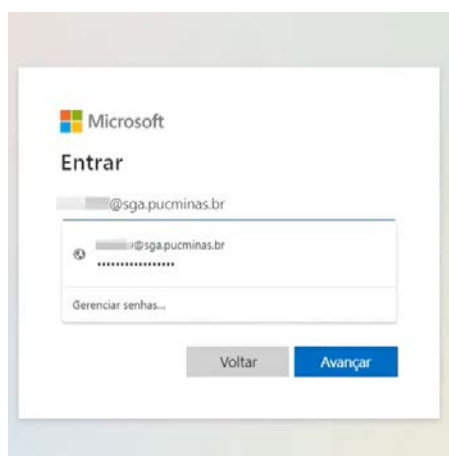 Microsoft
Entrar
@sga.pucminas.br
@sga.pucminas.br
•••••••••••••••••
Gerenciar senhas...
Voltar Avançar